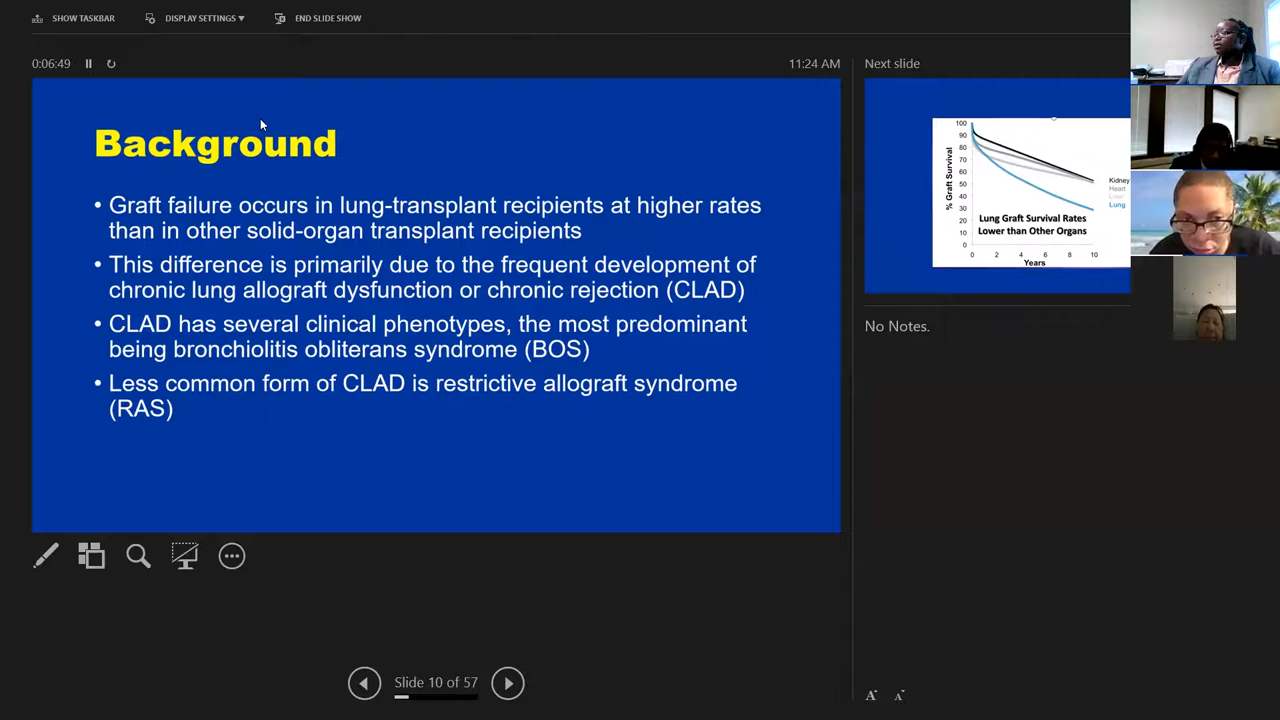 SHOW TASKBAR
DISPLAY SETTINGS ▾
END SLIDE SHOW
0:06:49
11:24 AM
Background
• Graft failure occurs in lung-transplant recipients at higher rates
than in other solid-organ transplant recipients
• This difference is primarily due to the frequent development of
chronic lung allograft dysfunction or chronic rejection (CLAD)
• CLAD has several clinical phenotypes, the most predominant
being bronchiolitis obliterans syndrome (BOS)
• Less common form of CLAD is restrictive allograft syndrome
(RAS)
Slide 10 of 57
Next slide
% Graft Survival
100
90
80
70
60
50
40
30
20
10
0
Kidney
Heart
Liver
Lung
Lung Graft Survival Rates
Lower than Other Organs
0 2 4 6 8 10
Years
No Notes.
A A